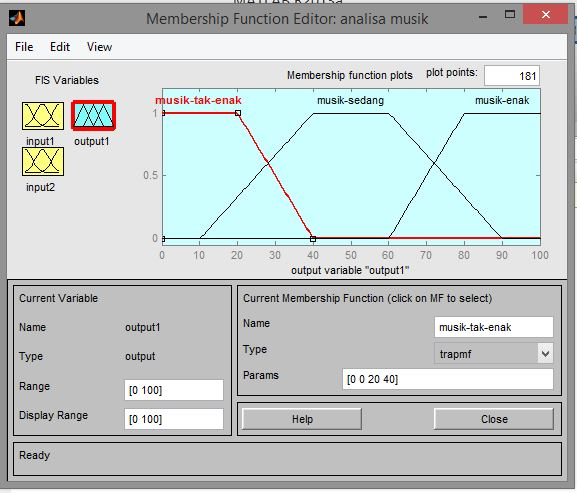 Membership Function Editor: analisa musik
File Edit View
FIS Variables
input1
output1
input2
Membership function plots
plot points:
181
musik-tak-enak
musik-sedang
musik-enak
1
0.5
0
0 10 20 30 40 50 60 70 80 90 100
output variable "output1"
Current Variable
Name output1
Type output
Range [0 100]
Display Range [0 100]
Current Membership Function (click on MF to select)
Name musik-tak-enak
Type trapmf
Params [0 0 20 40]
Help
Close
Ready